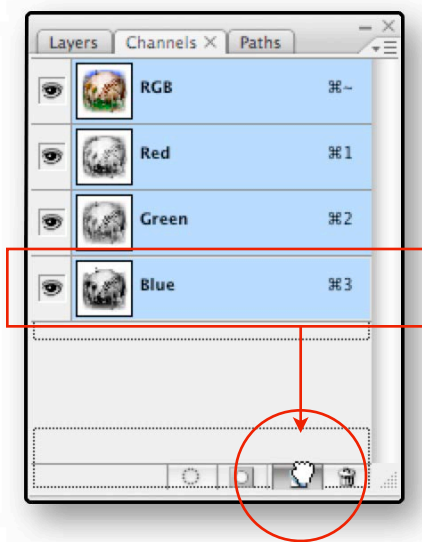 Layers Channels × Paths
RGB ⌘~
Red ⌘1
Green ⌘2
Blue ⌘3